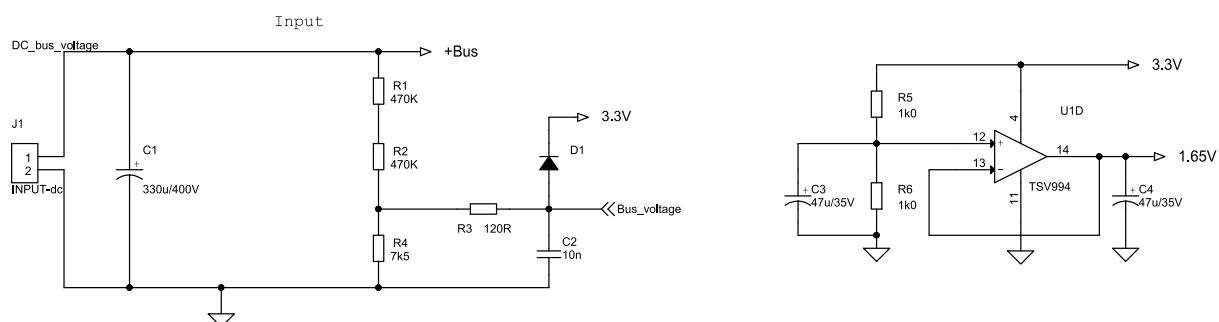 Input
DC_bus_voltage
+Bus
R1
470K
J1
1
2
INPUT-dc
C1
+
330u/400V
R2
470K
3.3V
D1
R3 120R
Bus_voltage
R4
7k5
C2
10n
3.3V
R5
1k0
U1D
4
12
+
13
-
14
1.65V
TSV994
11
R6
1k0
+
C3
47u/35V
+
C4
47u/35V